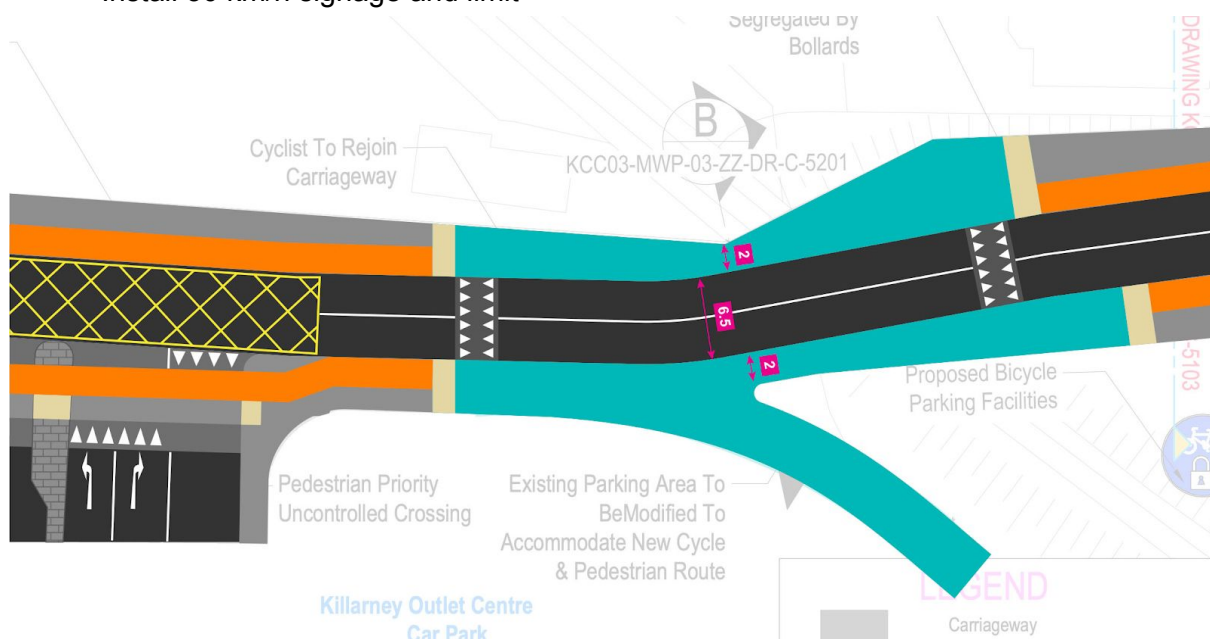 Segregated By
Bollards
DRAWING
B
Cyclist To Rejoin
Carriageway
KCC03-MWP-03-ZZ-DR-C-5201
2
6.5
2
-5103
Proposed Bicycle
Parking Facilities
Pedestrian Priority
Uncontrolled Crossing
Existing Parking Area To
BeModified To
Accommodate New Cycle
& Pedestrian Route
Killarney Outlet Centre
Car Park
LEGEND
Carriageway